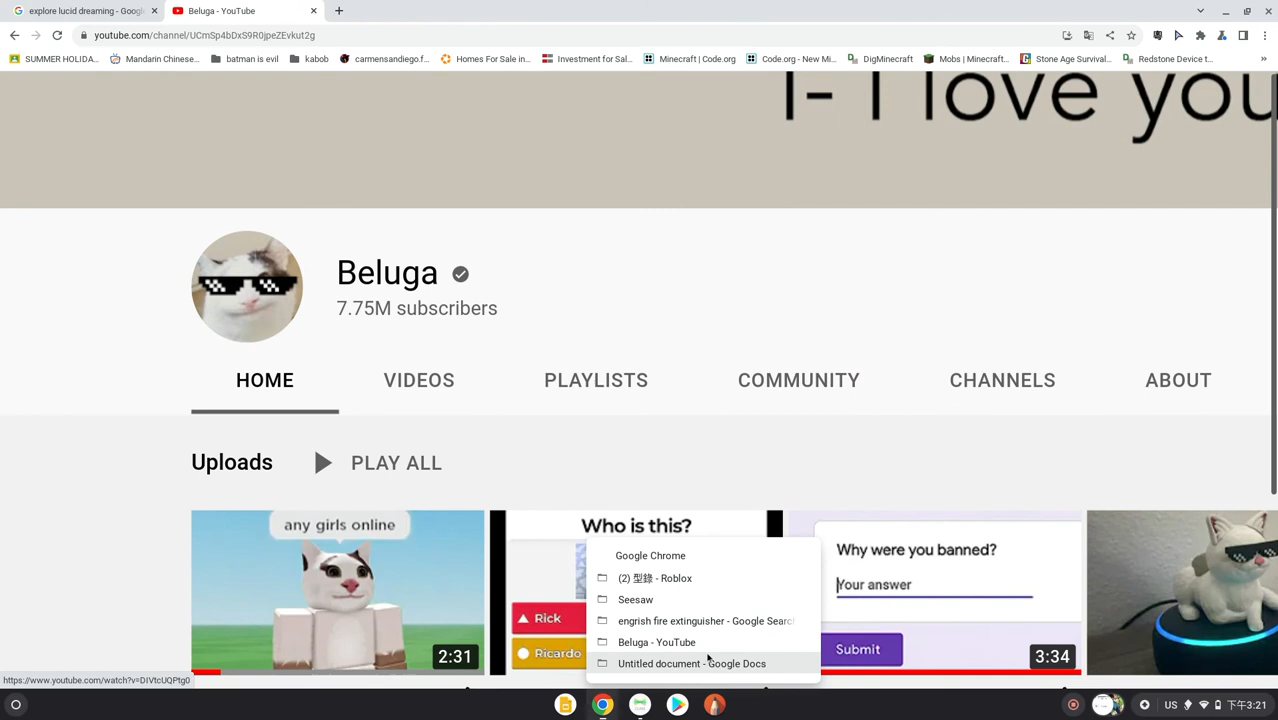 explore lucid dreaming - Goog
Beluga - YouTube
youtube.com/channel/UCmSp4bDxS9R0jpeZEvkut2g
SUMMER HOLIDA..
Mandarin Chinese...
batman is evil
kabob
carmensandiego.f...
Homes For Sale in...
Investment for Sal...
Minecraft | Code.org
Code.org - New Mi...
DigMinecraft
Mobs | Minecraft...
Stone Age Survival...
Redstone Device t...
I- I love you
Beluga
7.75M subscribers
HOME
VIDEOS
PLAYLISTS
COMMUNITY
CHANNELS
ABOUT
Uploads
PLAY ALL
any girls online
2:31
Who is this?
Rick
Ricardo
Why were you banned?
Your answer
Submit
3:34
Google Chrome
(2) 型錄 - Roblox
Seesaw
engrish fire extinguisher - Google Searc
Beluga - YouTube
Untitled document - Google Docs
https://www.youtube.com/watch?v=DIVtcUQPtg0
US
下午3:21